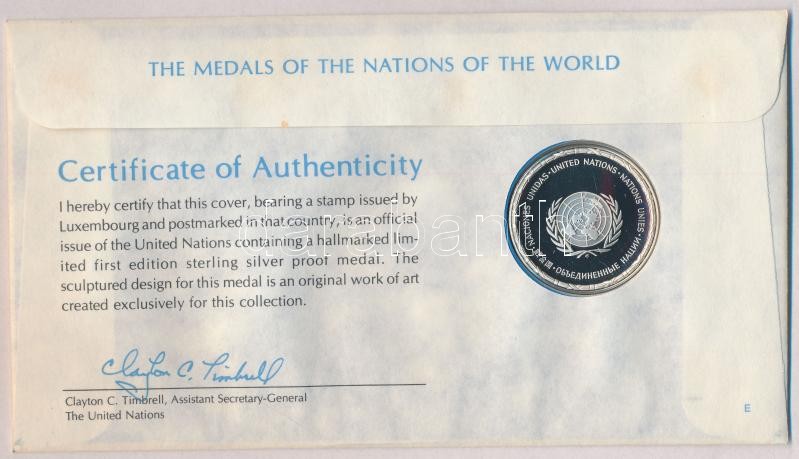 THE MEDALS OF THE NATIONS OF THE WORLD
Certificate of Authenticity
I hereby certify that this cover, bearing a stamp issued by
Luxembourg and postmarked in that country, is an official
issue of the United Nations containing a hallmarked lim-
ited first edition sterling silver proof medal. The
sculptured design for this medal is an original work of art
created exclusively for this collection.
Clayton C. Timbrell
Clayton C. Timbrell, Assistant Secretary-General
The United Nations
NACIONES UNIDAS · UNITED NATIONS · NATIONS UNIES ·
ОБЪЕДИНЕННЫЕ НАЦИИ ·
E